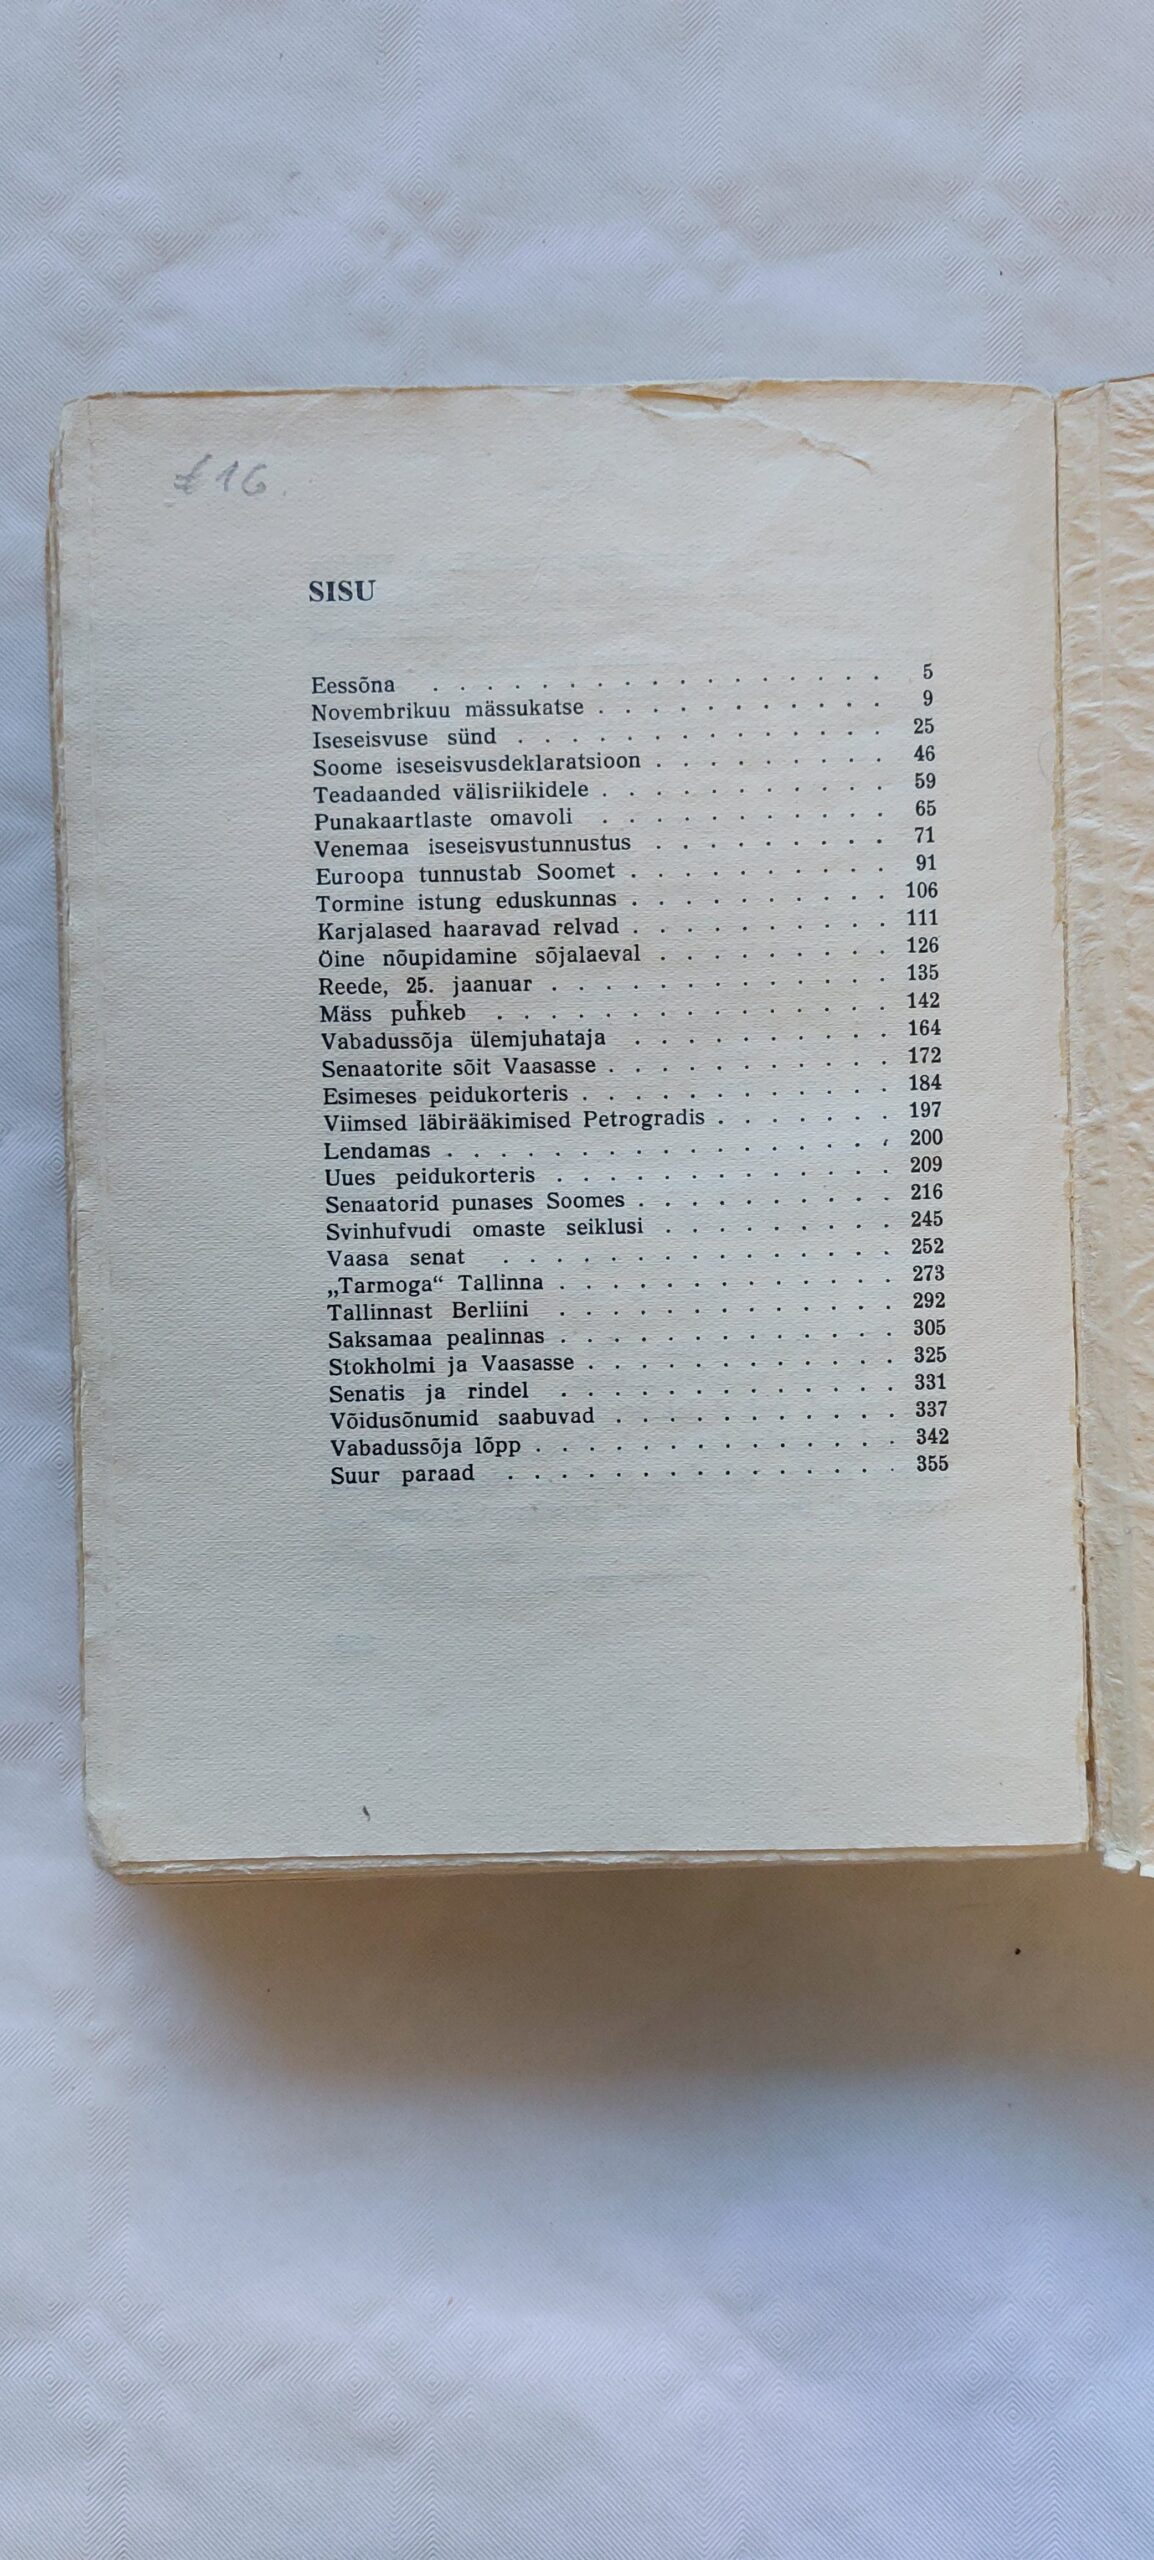 £16.
SISU
Eessõna . . . . . . . . . . . . . . . . . 5
Novembrikuu mässukatse . . . . . . . . . . . 9
Iseseisvuse sünd . . . . . . . . . . . . . . 25
Soome iseseisvusdeklaratsioon . . . . . . . . . 46
Teadaanded välisriikidele . . . . . . . . . . . 59
Punakaartlaste omavoli . . . . . . . . . . . 65
Venemaa iseseisvustunnustus . . . . . . . . . 71
Euroopa tunnustab Soomet . . . . . . . . . . 91
Tormine istung eduskunnas . . . . . . . . . . 106
Karjalased haaravad relvad . . . . . . . . . . 111
Öine nõupidamine sõjalaeval . . . . . . . . . 126
Reede, 25. jaanuar . . . . . . . . . . . . . 135
Mäss puhkeb . . . . . . . . . . . . . . . 142
Vabadussõja ülemjuhataja . . . . . . . . . . 164
Senaatorite sõit Vaasasse . . . . . . . . . . . 172
Esimeses peidukorteris . . . . . . . . . . . . 184
Viimsed läbirääkimised Petrogradis . . . . . . . 197
Lendamas . . . . . . . . . . . . . . . . . 200
Uues peidukorteris . . . . . . . . . . . . . 209
Senaatorid punases Soomes . . . . . . . . . . 216
Svinhufvudi omaste seiklusi . . . . . . . . . 245
Vaasa senat . . . . . . . . . . . . . . . 252
„Tarmoga“ Tallinna . . . . . . . . . . . . . 273
Tallinnast Berliini . . . . . . . . . . . . . 292
Saksamaa pealinnas . . . . . . . . . . . . . 305
Stokholmi ja Vaasasse . . . . . . . . . . . . 325
Senatis ja rindel . . . . . . . . . . . . . 331
Võidusõnumid saabuvad . . . . . . . . . . . 337
Vabadussõja lõpp . . . . . . . . . . . . . . 342
Suur paraad . . . . . . . . . . . . . . . 355